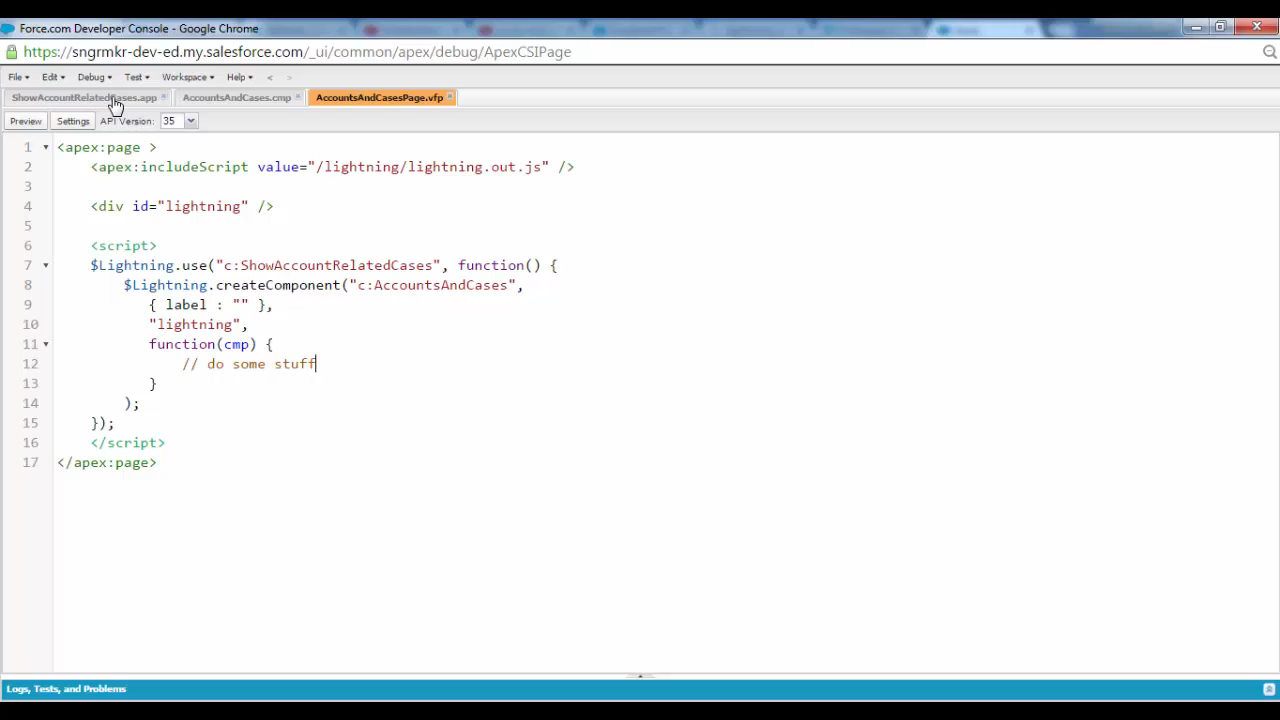 Force.com Developer Console - Google Chrome
https://sngrmkr-dev-ed.my.salesforce.com/_ui/common/apex/debug/ApexCSIPage
File Edit Debug Test Workspace Help < >
ShowAccountRelatedCases.app AccountsAndCases.cmp AccountsAndCasesPage.vfp
Preview Settings API Version: 35
1 <apex:page >
2 <apex:includeScript value="/lightning/lightning.out.js" />
3
4 <div id="lightning" />
5
6 <script>
7 $Lightning.use("c:ShowAccountRelatedCases", function() {
8 $Lightning.createComponent("c:AccountsAndCases",
9 { label : "" },
10 "lightning",
11 function(cmp) {
12 // do some stuff
13 }
14 );
15 });
16 </script>
17 </apex:page>
Logs, Tests, and Problems